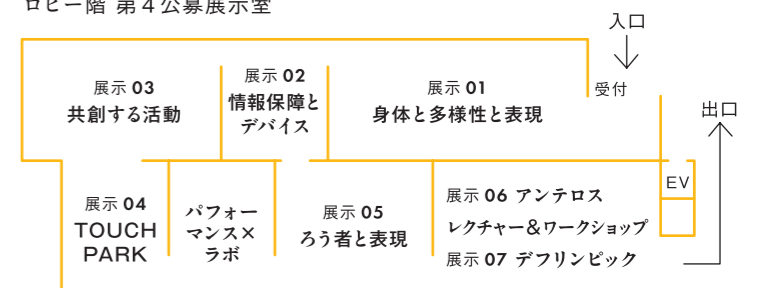 ロビー階 第4公募展示室
入口
受付
出口
展示 03
共創する活動
展示 02
情報保障と
デバイス
展示 01
身体と多様性と表現
EV
展示 04
TOUCH
PARK
パフォー
マンス×
ラボ
展示 05
ろう者と表現
展示 06 アンテロス
レクチャー&ワークショップ
展示 07 デフリンピック